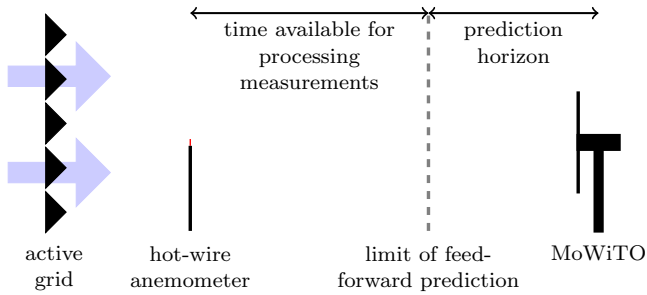 time available for
processing
measurements
prediction
horizon
active
grid
hot-wire
anemometer
limit of feed-
forward prediction
MoWiTO